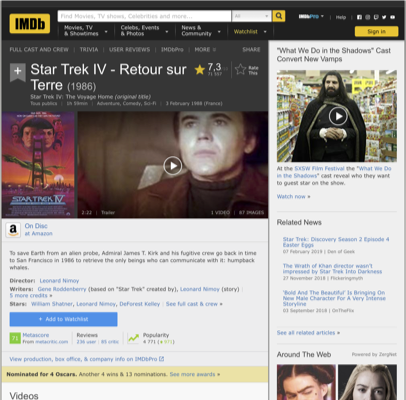 IMDb
Find Movies, TV shows, Celebrities and more...
All
IMDbPro
Help
Movies, TV
& Showtimes
Celebs, Events
& Photos
News &
Community
Watchlist
Sign in
FULL CAST AND CREW | TRIVIA | USER REVIEWS | IMDbPro | MORE
SHARE
Star Trek IV - Retour sur
Terre (1986)
7,3
Rate
This
Star Trek IV: The Voyage Home (original title)
Tous publics | 1h 59min | Adventure, Comedy, Sci-Fi | 3 February 1988 (France)
STAR TREK IV
2:22 | Trailer
1 VIDEO | 87 IMAGES
On Disc
at Amazon
To save Earth from an alien probe, Admiral James T. Kirk and his fugitive crew go back in time
to San Francisco in 1986 to retrieve the only beings who can communicate with it: humpback
whales.
Director: Leonard Nimoy
Writers: Gene Roddenberry (based on "Star Trek" created by), Leonard Nimoy (story) |
5 more credits »
Stars: William Shatner, Leonard Nimoy, DeForest Kelley | See full cast & crew »
+ Add to Watchlist
71
Metascore
From metacritic.com
Reviews
236 user | 85 critic
Popularity
4 771
View production, box office, & company info on IMDbPro
Nominated for 4 Oscars. Another 4 wins & 13 nominations. See more awards »
Videos
"What We Do in the Shadows" Cast
Convert New Vamps
At the SXSW Film Festival the "What We Do
in the Shadows" cast reveal who they want
to guest star on the show.
Watch now »
Related News
Star Trek: Discovery Season 2 Episode 4
Easter Eggs
07 February 2019 | Den of Geek
The Wrath of Khan director wasn't
impressed by Star Trek Into Darkness
27 November 2018 | Flickeringmyth
'Bold And The Beautiful' Is Bringing On
New Male Character For A Very Intense
Storyline
03 September 2018 | OnTheFlix
See all related articles »
Around The Web
Powered by ZergNet